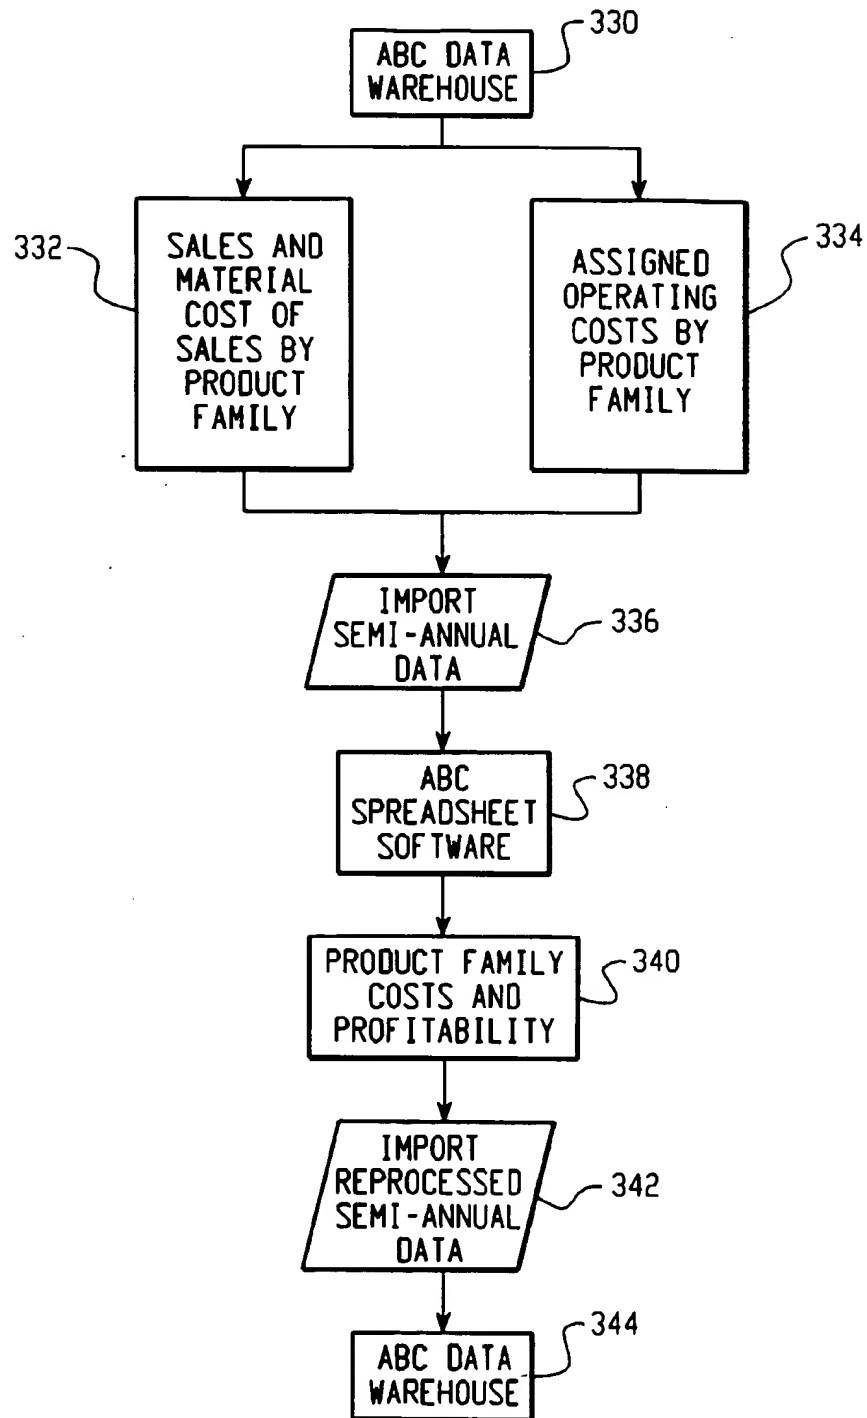 330
ABC DATA
WAREHOUSE
332
SALES AND
MATERIAL
COST OF
SALES BY
PRODUCT
FAMILY
334
ASSIGNED
OPERATING
COSTS BY
PRODUCT
FAMILY
IMPORT
SEMI-ANNUAL
DATA
336
ABC
SPREADSHEET
SOFTWARE
338
PRODUCT FAMILY
COSTS AND
PROFITABILITY
340
IMPORT
REPROCESSED
SEMI-ANNUAL
DATA
342
ABC DATA
WAREHOUSE
344